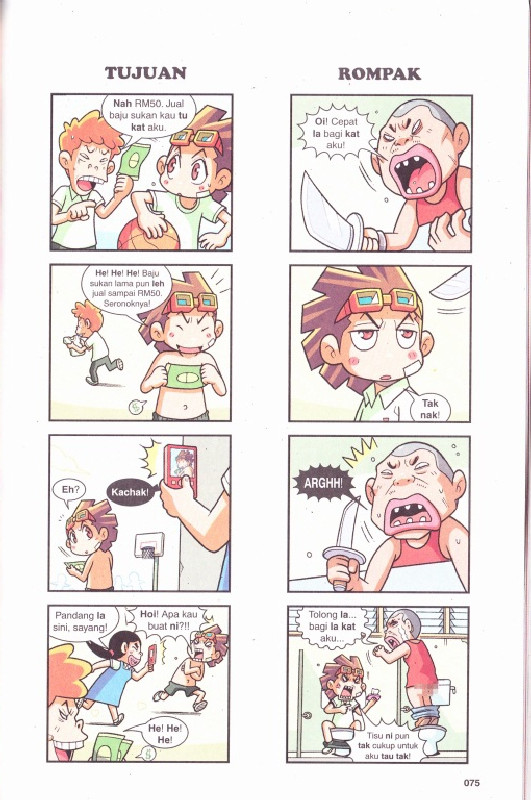 TUJUAN
Nah RM50. Jual
baju sukan kau tu
kat aku.
He! He! He! Baju
sukan lama pun leh
jual sampai RM50.
Seronoknya!
Eh?
Kachak!
Pandang la
sini, sayang!
Hoi! Apa kau
buat nii?!!
He! He!
He!
ROMPAK
Oi! Cepat
la bagi kat
aku!
Tak
nak!
ARGHH!
Tolong la...
bagi la kat
aku...
Tisu ni pun
tak cukup untuk
aku tau tak!
075